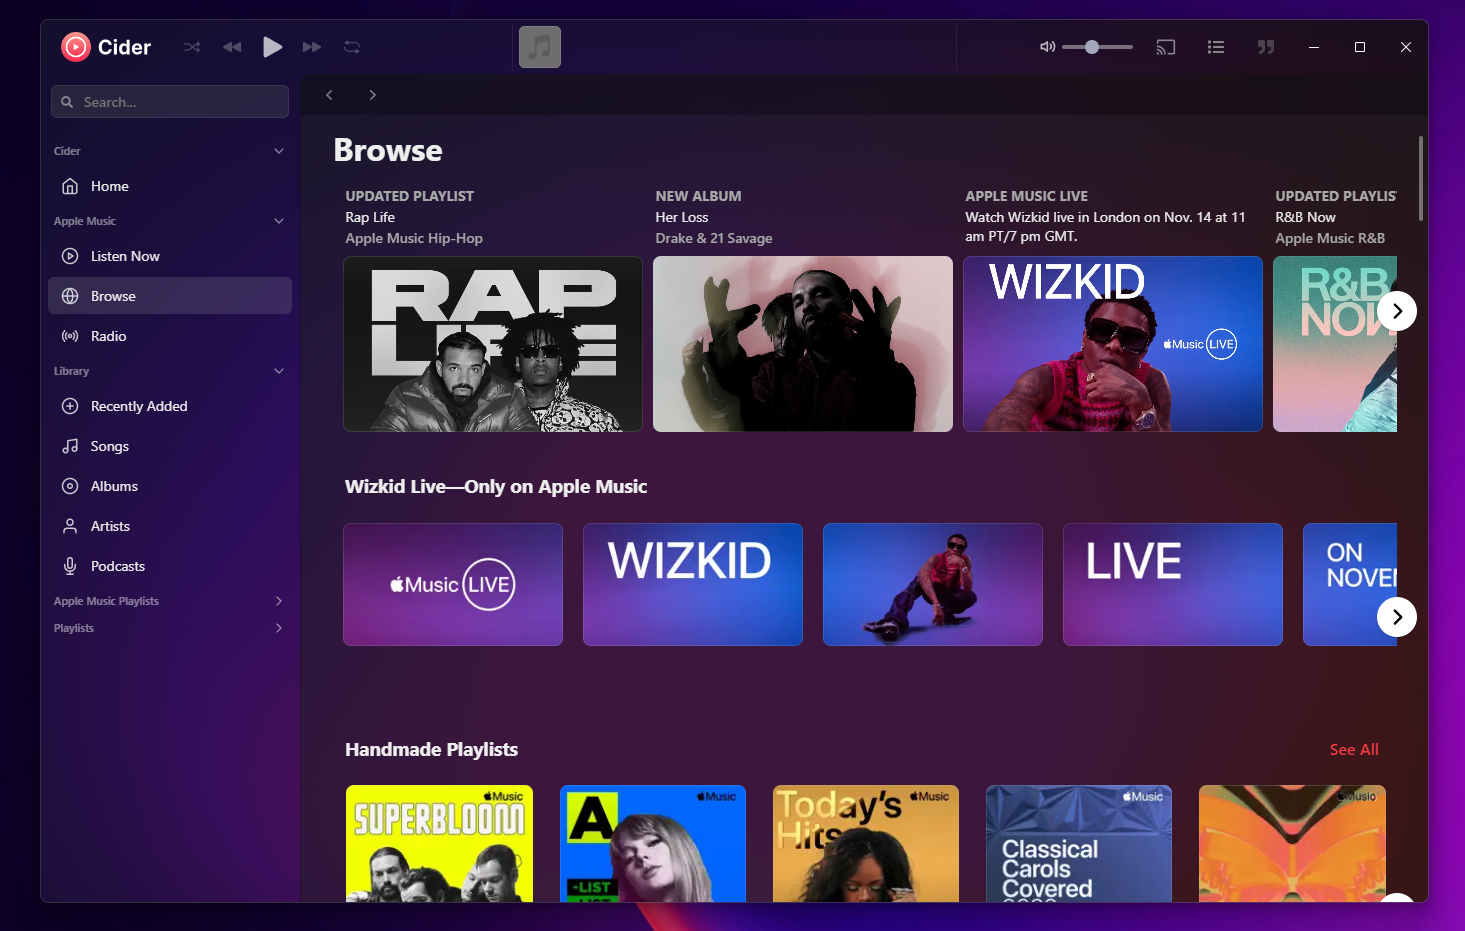 Cider
Search...
Cider
Home
Apple Music
Listen Now
Browse
Radio
Library
Recently Added
Songs
Albums
Artists
Podcasts
Apple Music Playlists
Playlists
Browse
UPDATED PLAYLIST
Rap Life
Apple Music Hip-Hop
RAP
LIFE
NEW ALBUM
Her Loss
Drake & 21 Savage
APPLE MUSIC LIVE
Watch Wizkid live in London on Nov. 14 at 11
am PT/7 pm GMT.
WIZKID
Music LIVE
UPDATED PLAYLIS
R&B Now
Apple Music R&B
R&B
NOW
Wizkid Live—Only on Apple Music
Music LIVE
WIZKID
LIVE
ON
NOVEM
Handmade Playlists
See All
Music
SUPERBLOOM
Music
A
-LIST
Music
Today's
Hits
Music
Classical
Carols
Covered
Music